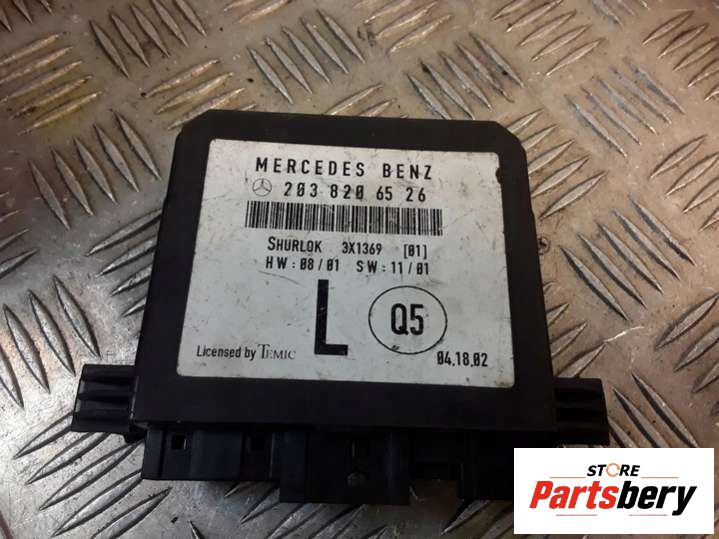 MERCEDES BENZ
203 820 65 26
SHURLOK 3X1369 [01]
HW:08/01 SW:11/01
L Q5
Licensed by TEMIC 04.18.02
STORE
Partsbery